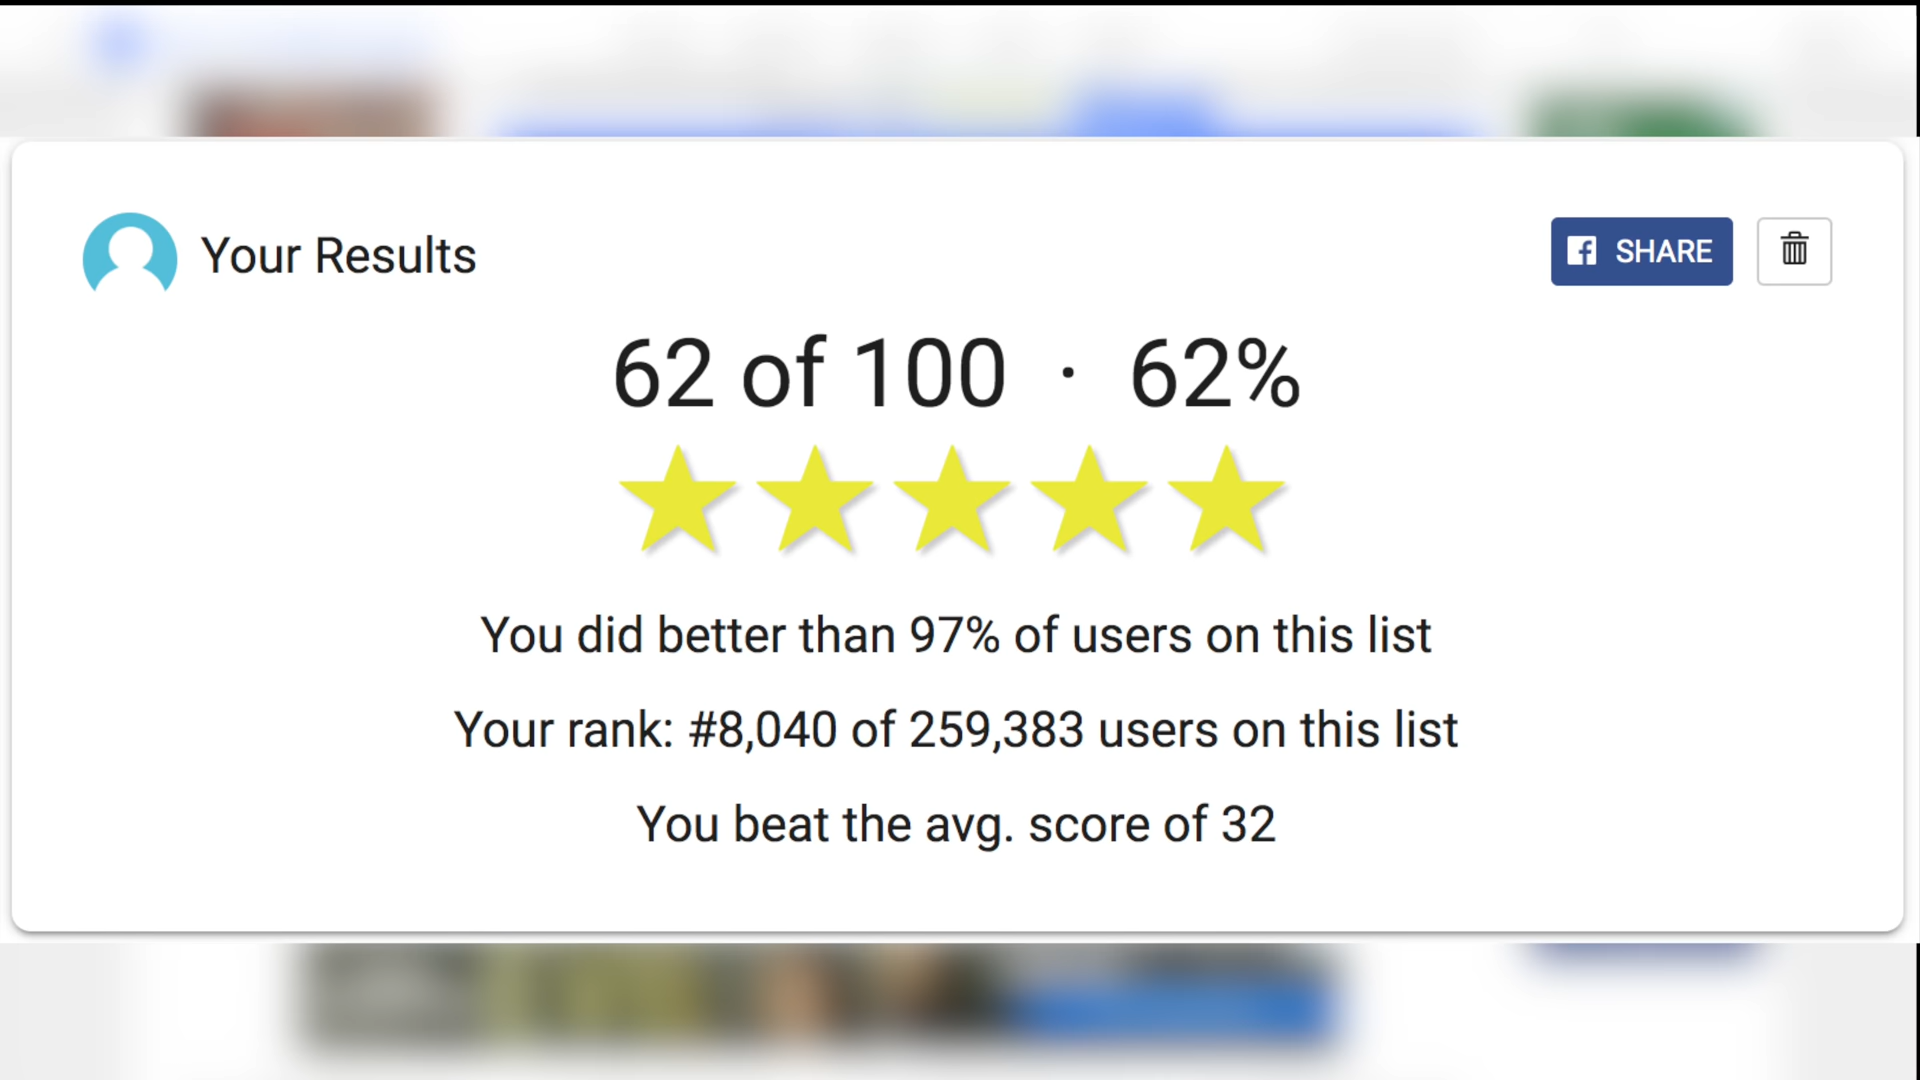 Your Results
SHARE
62 of 100 · 62%
You did better than 97% of users on this list
Your rank: #8,040 of 259,383 users on this list
You beat the avg. score of 32